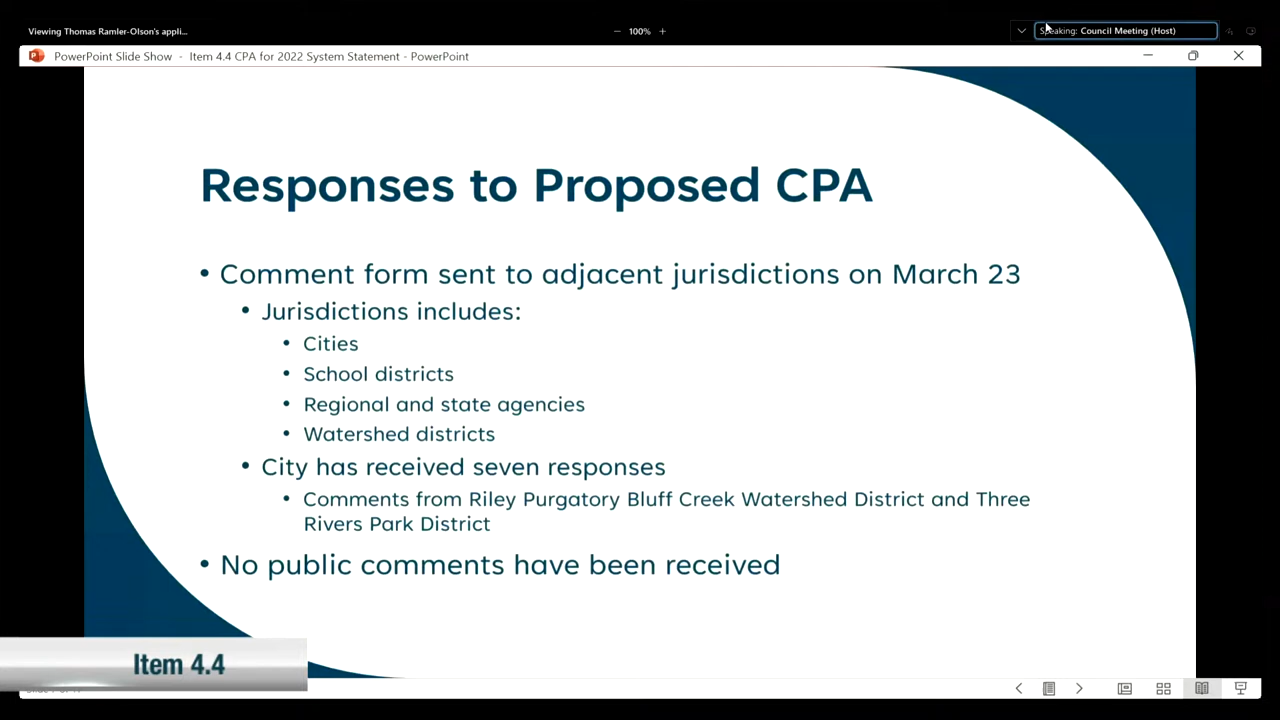 Viewing Thomas Ramler-Olson's appli...
100%
Speaking: Council Meeting (Host)
PowerPoint Slide Show - Item 4.4 CPA for 2022 System Statement - PowerPoint
Responses to Proposed CPA
• Comment form sent to adjacent jurisdictions on March 23
• Jurisdictions includes:
• Cities
• School districts
• Regional and state agencies
• Watershed districts
• City has received seven responses
• Comments from Riley Purgatory Bluff Creek Watershed District and Three
Rivers Park District
• No public comments have been received
Item 4.4